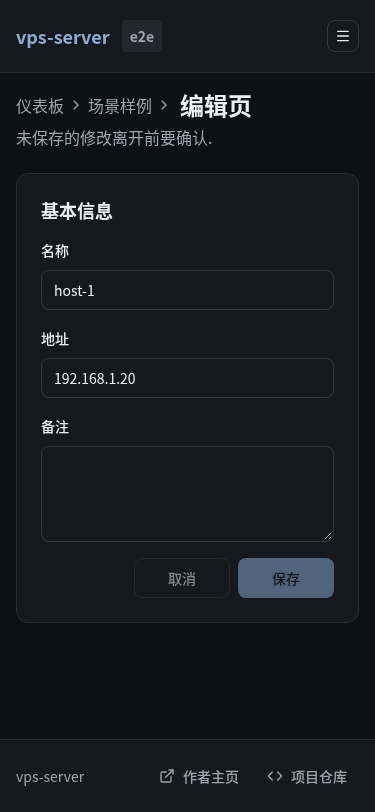 vps-server e2e
仪表板 场景样例 编辑页
未保存的修改离开前要确认.
基本信息
名称
host-1
地址
192.168.1.20
备注
取消 保存
vps-server 作者主页 项目仓库